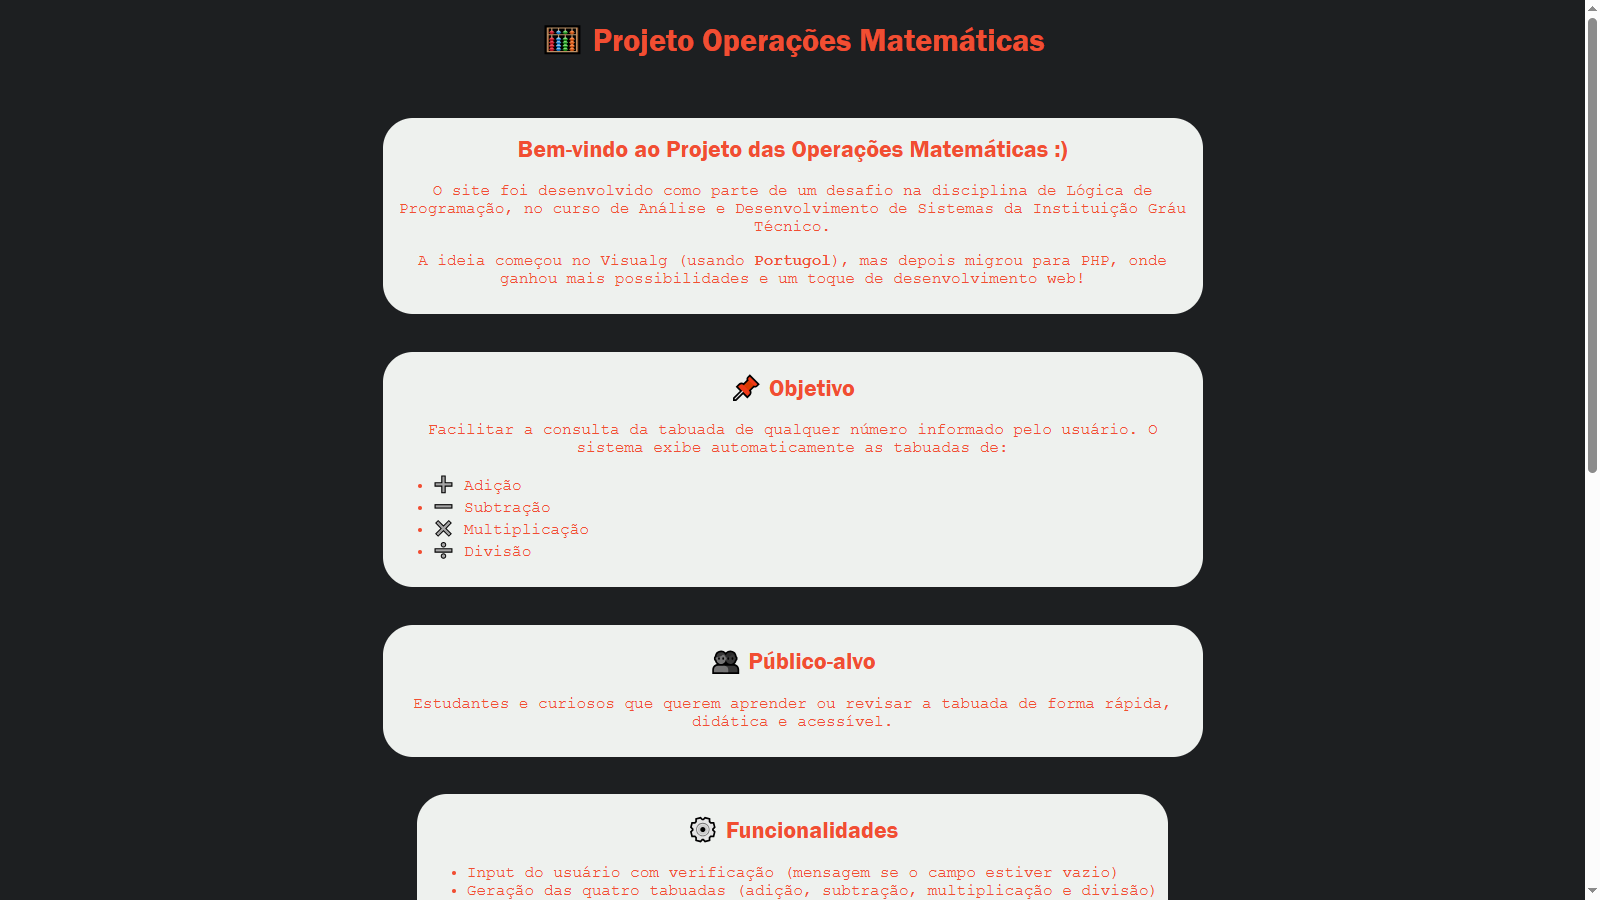 🧮 Projeto Operações Matemáticas
Bem-vindo ao Projeto das Operações Matemáticas :)
O site foi desenvolvido como parte de um desafio na disciplina de Lógica de
Programação, no curso de Análise e Desenvolvimento de Sistemas da Instituição Gráu
Técnico.
A ideia começou no Visualg (usando Portugol), mas depois migrou para PHP, onde
ganhou mais possibilidades e um toque de desenvolvimento web!
📌 Objetivo
Facilitar a consulta da tabuada de qualquer número informado pelo usuário. O
sistema exibe automaticamente as tabuadas de:
• ➕ Adição
• ➖ Subtração
• ✖ Multiplicação
• ➗ Divisão
👥 Público-alvo
Estudantes e curiosos que querem aprender ou revisar a tabuada de forma rápida,
didática e acessível.
⚙ Funcionalidades
• Input do usuário com verificação (mensagem se o campo estiver vazio)
• Geração das quatro tabuadas (adição, subtração, multiplicação e divisão)